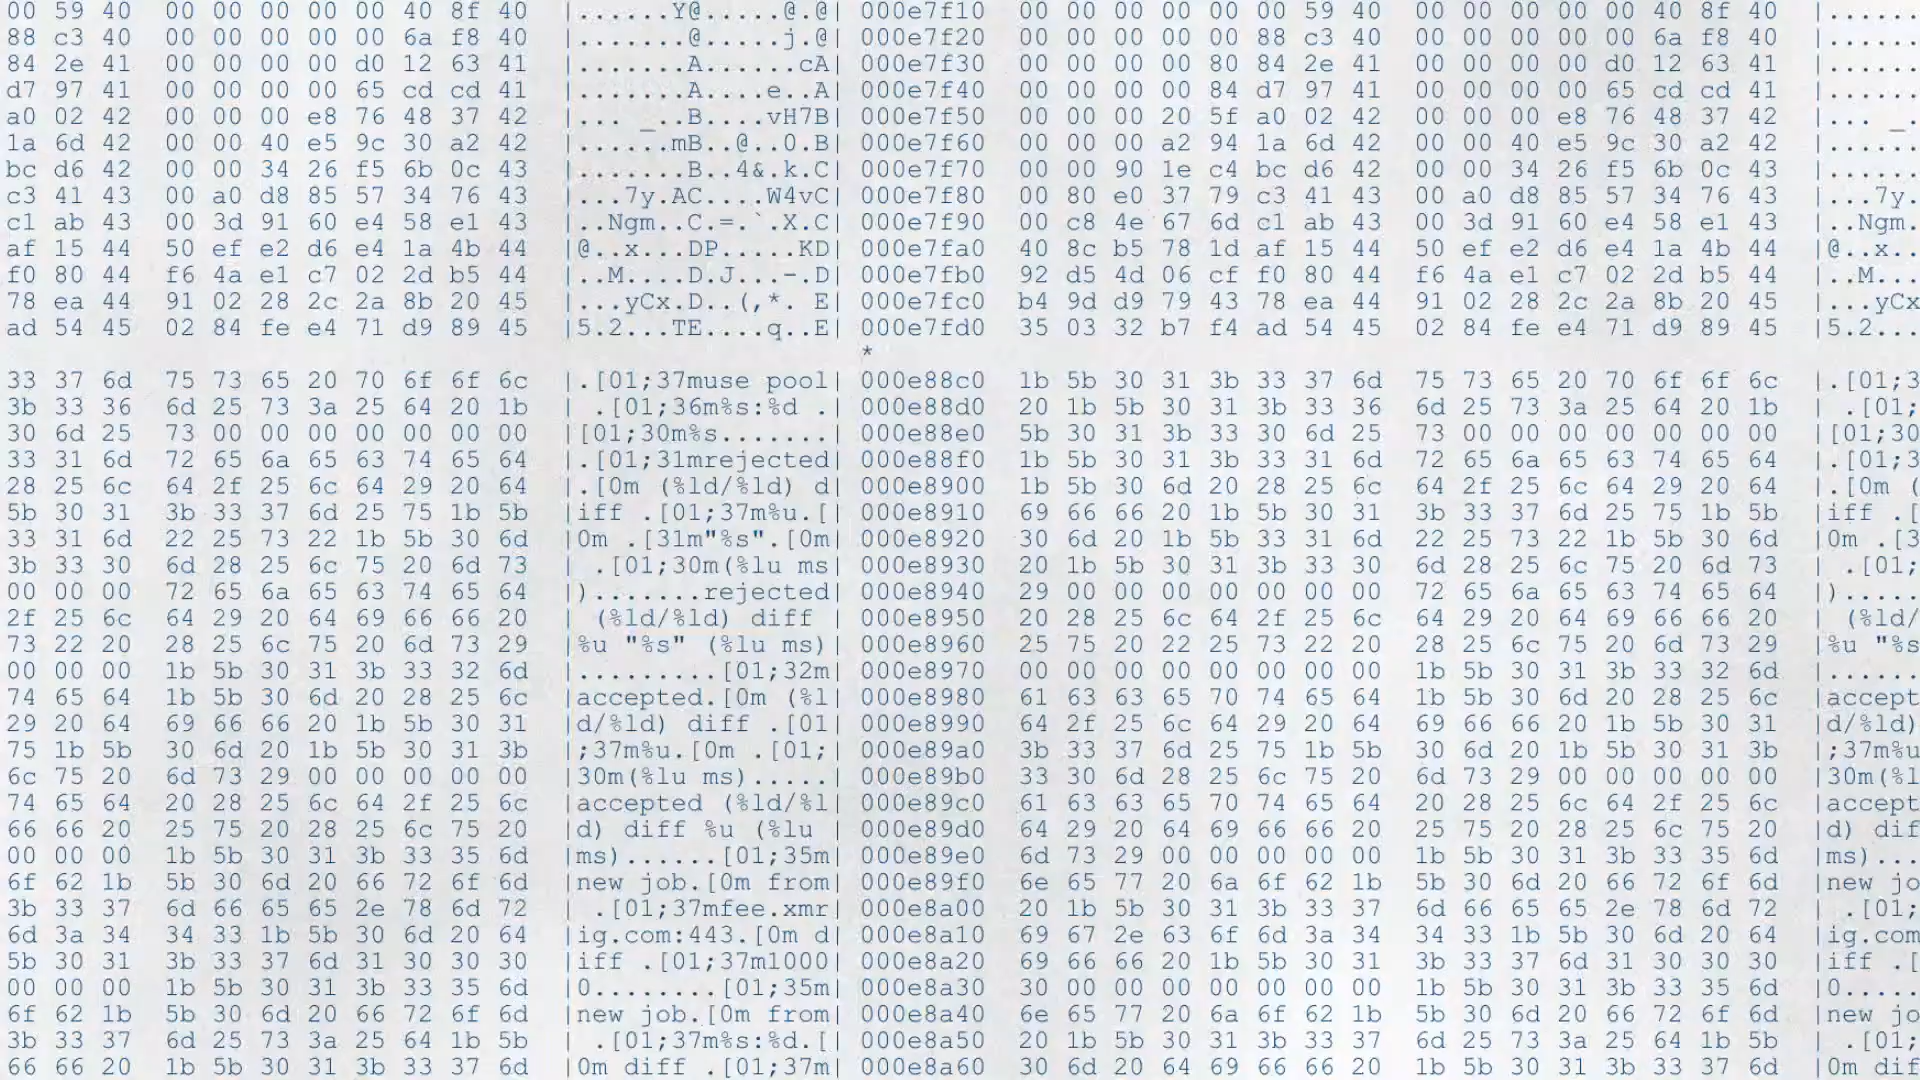 00 59 40 00 00 00 00 00 40 8f 40 |.......Y@.....@.@| 000e7f10 00 00 00 00 00 00 59 40 00 00 00 00 00 40 8f 40 |......
88 c3 40 00 00 00 00 00 6a f8 40 |.......@.....j.@| 000e7f20 00 00 00 00 00 88 c3 40 00 00 00 00 00 6a f8 40 |......
84 2e 41 00 00 00 00 d0 12 63 41 |.......A......cA| 000e7f30 00 00 00 00 80 84 2e 41 00 00 00 00 d0 12 63 41 |......
d7 97 41 00 00 00 00 65 cd cd 41 |.......A....e..A| 000e7f40 00 00 00 00 84 d7 97 41 00 00 00 00 65 cd cd 41 |......
a0 02 42 00 00 00 e8 76 48 37 42 |... _..B....vH7B| 000e7f50 00 00 00 20 5f a0 02 42 00 00 00 e8 76 48 37 42 |... _
1a 6d 42 00 00 40 e5 9c 30 a2 42 |......mB..@..0.B| 000e7f60 00 00 00 a2 94 1a 6d 42 00 00 40 e5 9c 30 a2 42 |......
bc d6 42 00 00 34 26 f5 6b 0c 43 |.......B..4&.k.C| 000e7f70 00 00 90 1e c4 bc d6 42 00 00 34 26 f5 6b 0c 43 |......
c3 41 43 00 a0 d8 85 57 34 76 43 |...7y.AC....W4vC| 000e7f80 00 80 e0 37 79 c3 41 43 00 a0 d8 85 57 34 76 43 |...7y.
c1 ab 43 00 3d 91 60 e4 58 e1 43 |..Ngm..C.=.`.X.C| 000e7f90 00 c8 4e 67 6d c1 ab 43 00 3d 91 60 e4 58 e1 43 |..Ngm.
af 15 44 50 ef e2 d6 e4 1a 4b 44 |@..x...DP.....KD| 000e7fa0 40 8c b5 78 1d af 15 44 50 ef e2 d6 e4 1a 4b 44 |@..x..
f0 80 44 f6 4a e1 c7 02 2d b5 44 |..M....D.J...-.D| 000e7fb0 92 d5 4d 06 cf f0 80 44 f6 4a e1 c7 02 2d b5 44 |..M...
78 ea 44 91 02 28 2c 2a 8b 20 45 |...yCx.D..(,*. E| 000e7fc0 b4 9d d9 79 43 78 ea 44 91 02 28 2c 2a 8b 20 45 |...yCx
ad 54 45 02 84 fe e4 71 d9 89 45 |5.2...TE....q..E| 000e7fd0 35 03 32 b7 f4 ad 54 45 02 84 fe e4 71 d9 89 45 |5.2...
*
33 37 6d 75 73 65 20 70 6f 6f 6c |.[01;37muse pool| 000e88c0 1b 5b 30 31 3b 33 37 6d 75 73 65 20 70 6f 6f 6c |.[01;3
3b 33 36 6d 25 73 3a 25 64 20 1b | .[01;36m%s:%d .| 000e88d0 20 1b 5b 30 31 3b 33 36 6d 25 73 3a 25 64 20 1b | .[01;
30 6d 25 73 00 00 00 00 00 00 00 |[01;30m%s.......| 000e88e0 5b 30 31 3b 33 30 6d 25 73 00 00 00 00 00 00 00 |[01;30
33 31 6d 72 65 6a 65 63 74 65 64 |.[01;31mrejected| 000e88f0 1b 5b 30 31 3b 33 31 6d 72 65 6a 65 63 74 65 64 |.[01;3
28 25 6c 64 2f 25 6c 64 29 20 64 |.[0m (%ld/%ld) d| 000e8900 1b 5b 30 6d 20 28 25 6c 64 2f 25 6c 64 29 20 64 |.[0m (
5b 30 31 3b 33 37 6d 25 75 1b 5b |iff .[01;37m%u.[| 000e8910 69 66 66 20 1b 5b 30 31 3b 33 37 6d 25 75 1b 5b |iff .[
33 31 6d 22 25 73 22 1b 5b 30 6d |0m .[31m"%s".[0m| 000e8920 30 6d 20 1b 5b 33 31 6d 22 25 73 22 1b 5b 30 6d |0m .[3
3b 33 30 6d 28 25 6c 75 20 6d 73 | .[01;30m(%lu ms| 000e8930 20 1b 5b 30 31 3b 33 30 6d 28 25 6c 75 20 6d 73 | .[01;
00 00 00 72 65 6a 65 63 74 65 64 |).......rejected| 000e8940 29 00 00 00 00 00 00 00 72 65 6a 65 63 74 65 64 |).....
2f 25 6c 64 29 20 64 69 66 66 20 | (%ld/%ld) diff | 000e8950 20 28 25 6c 64 2f 25 6c 64 29 20 64 69 66 66 20 | (%ld/
73 22 20 28 25 6c 75 20 6d 73 29 |%u "%s" (%lu ms)| 000e8960 25 75 20 22 25 73 22 20 28 25 6c 75 20 6d 73 29 |%u "%s
00 00 00 1b 5b 30 31 3b 33 32 6d |.........[01;32m| 000e8970 00 00 00 00 00 00 00 00 1b 5b 30 31 3b 33 32 6d |......
74 65 64 1b 5b 30 6d 20 28 25 6c |accepted.[0m (%l| 000e8980 61 63 63 65 70 74 65 64 1b 5b 30 6d 20 28 25 6c |accept
29 20 64 69 66 66 20 1b 5b 30 31 |d/%ld) diff .[01| 000e8990 64 2f 25 6c 64 29 20 64 69 66 66 20 1b 5b 30 31 |d/%ld)
75 1b 5b 30 6d 20 1b 5b 30 31 3b |;37m%u.[0m .[01;| 000e89a0 3b 33 37 6d 25 75 1b 5b 30 6d 20 1b 5b 30 31 3b |;37m%u
6c 75 20 6d 73 29 00 00 00 00 00 |30m(%lu ms).....| 000e89b0 33 30 6d 28 25 6c 75 20 6d 73 29 00 00 00 00 00 |30m(%l
74 65 64 20 28 25 6c 64 2f 25 6c |accepted (%ld/%l| 000e89c0 61 63 63 65 70 74 65 64 20 28 25 6c 64 2f 25 6c |accept
66 66 20 25 75 20 28 25 6c 75 20 |d) diff %u (%lu | 000e89d0 64 29 20 64 69 66 66 20 25 75 20 28 25 6c 75 20 |d) dif
00 00 00 1b 5b 30 31 3b 33 35 6d |ms)......[01;35m| 000e89e0 6d 73 29 00 00 00 00 00 1b 5b 30 31 3b 33 35 6d |ms)...
6f 62 1b 5b 30 6d 20 66 72 6f 6d |new job.[0m from| 000e89f0 6e 65 77 20 6a 6f 62 1b 5b 30 6d 20 66 72 6f 6d |new jo
3b 33 37 6d 66 65 65 2e 78 6d 72 | .[01;37mfee.xmr| 000e8a00 20 1b 5b 30 31 3b 33 37 6d 66 65 65 2e 78 6d 72 | .[01;
6d 3a 34 34 33 1b 5b 30 6d 20 64 |ig.com:443.[0m d| 000e8a10 69 67 2e 63 6f 6d 3a 34 34 33 1b 5b 30 6d 20 64 |ig.com
5b 30 31 3b 33 37 6d 31 30 30 30 |iff .[01;37m1000| 000e8a20 69 66 66 20 1b 5b 30 31 3b 33 37 6d 31 30 30 30 |iff .[
00 00 00 1b 5b 30 31 3b 33 35 6d |0........[01;35m| 000e8a30 30 00 00 00 00 00 00 00 1b 5b 30 31 3b 33 35 6d |0.....
6f 62 1b 5b 30 6d 20 66 72 6f 6d |new job.[0m from| 000e8a40 6e 65 77 20 6a 6f 62 1b 5b 30 6d 20 66 72 6f 6d |new jo
3b 33 37 6d 25 73 3a 25 64 1b 5b | .[01;37m%s:%d.[| 000e8a50 20 1b 5b 30 31 3b 33 37 6d 25 73 3a 25 64 1b 5b | .[01;
66 66 20 1b 5b 30 31 3b 33 37 6d |0m diff .[01;37m| 000e8a60 30 6d 20 64 69 66 66 20 1b 5b 30 31 3b 33 37 6d |0m dif